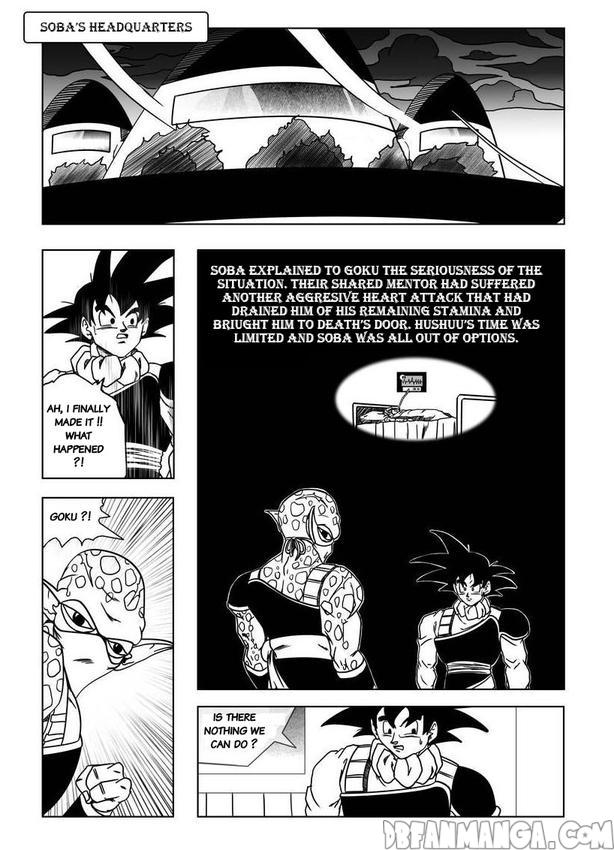 SOBA'S HEADQUARTERS
AH, I FINALLY
MADE IT !!
WHAT
HAPPENED
?!
SOBA EXPLAINED TO GOKU THE SERIOUSNESS OF THE
SITUATION. THEIR SHARED MENTOR HAD SUFFERED
ANOTHER AGGRESIVE HEART ATTACK THAT HAD
DRAINED HIM OF HIS REMAINING STAMINA AND
BRIUGHT HIM TO DEATH'S DOOR. HUSHUU'S TIME WAS
LIMITED AND SOBA WAS ALL OUT OF OPTIONS.
GOKU ?!
IS THERE
NOTHING WE
CAN DO ?
DBFANMANGA.COM